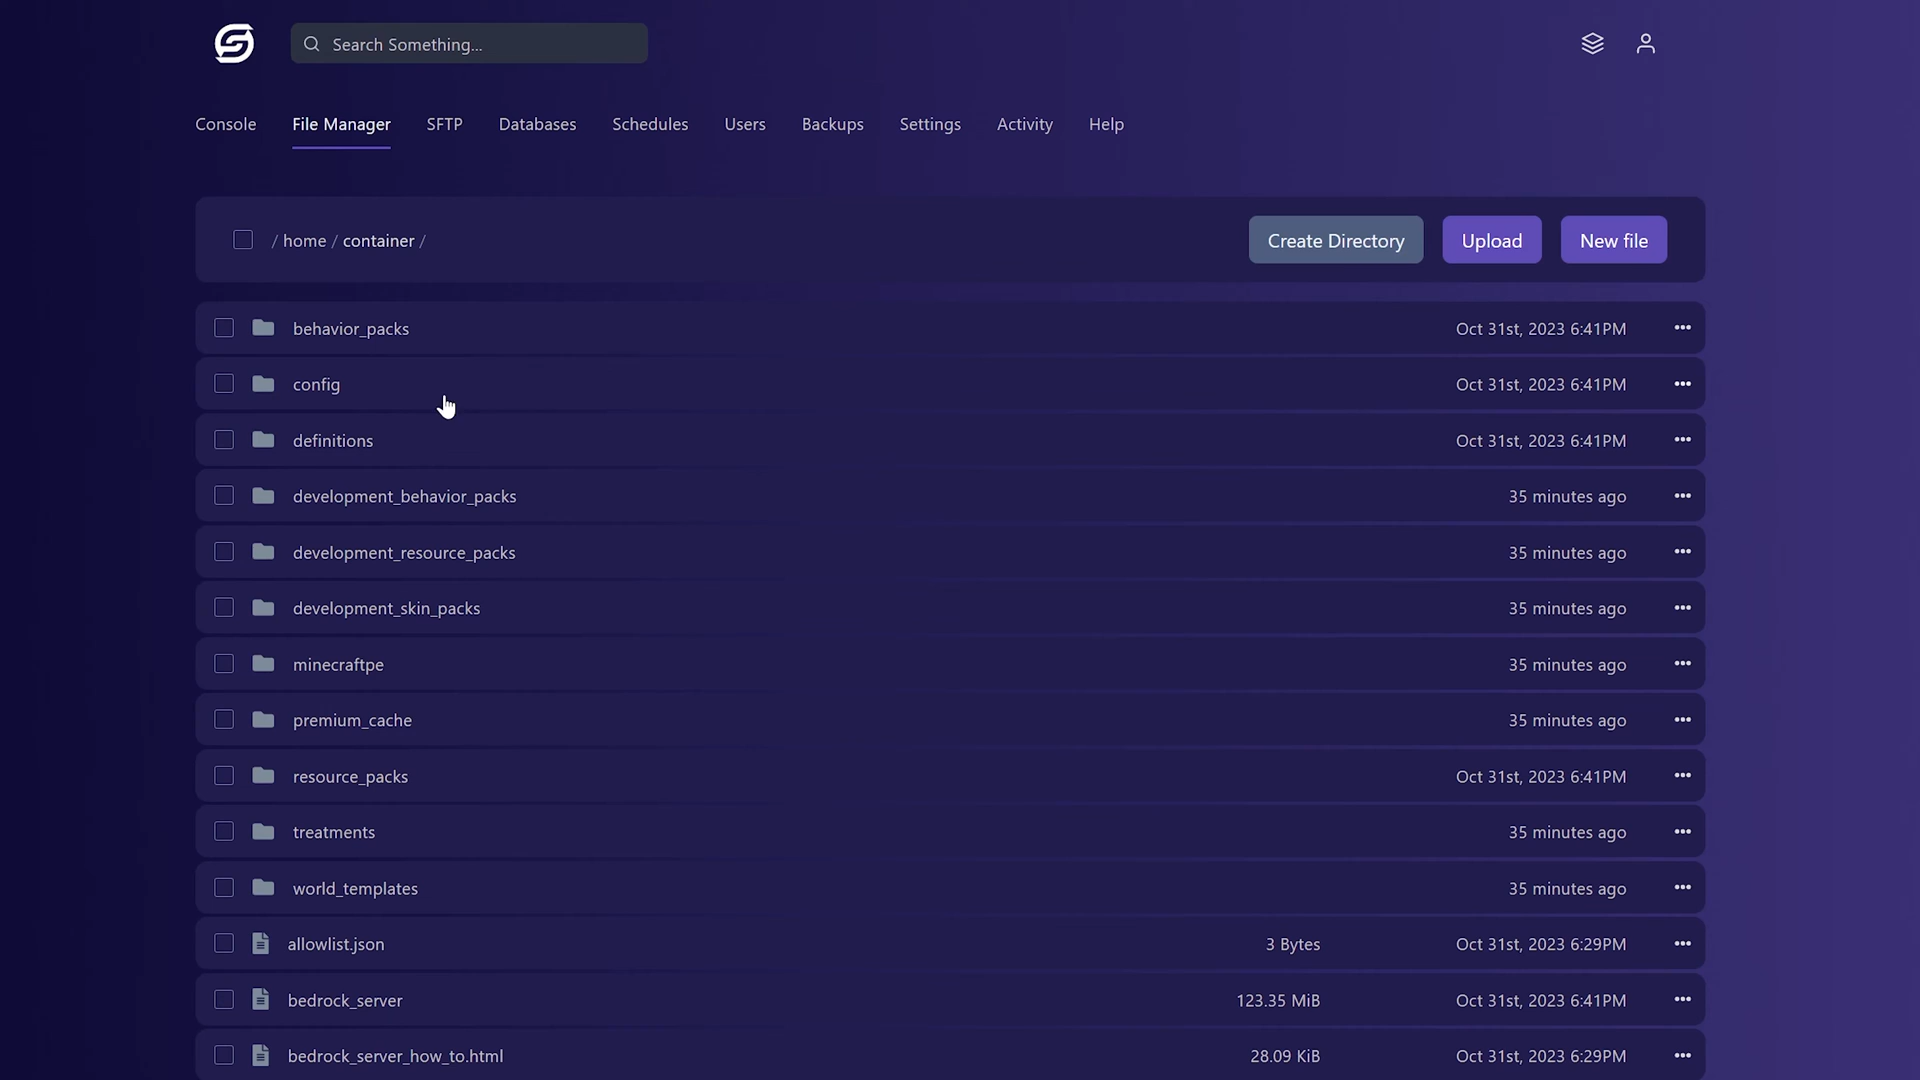 Search Something...
Console File Manager SFTP Databases Schedules Users Backups Settings Activity Help
/ home / container / Create Directory Upload New file
behavior_packs Oct 31st, 2023 6:41PM
config Oct 31st, 2023 6:41PM
definitions Oct 31st, 2023 6:41PM
development_behavior_packs 35 minutes ago
development_resource_packs 35 minutes ago
development_skin_packs 35 minutes ago
minecraftpe 35 minutes ago
premium_cache 35 minutes ago
resource_packs Oct 31st, 2023 6:41PM
treatments 35 minutes ago
world_templates 35 minutes ago
allowlist.json 3 Bytes Oct 31st, 2023 6:29PM
bedrock_server 123.35 MiB Oct 31st, 2023 6:41PM
bedrock_server_how_to.html 28.09 KiB Oct 31st, 2023 6:29PM